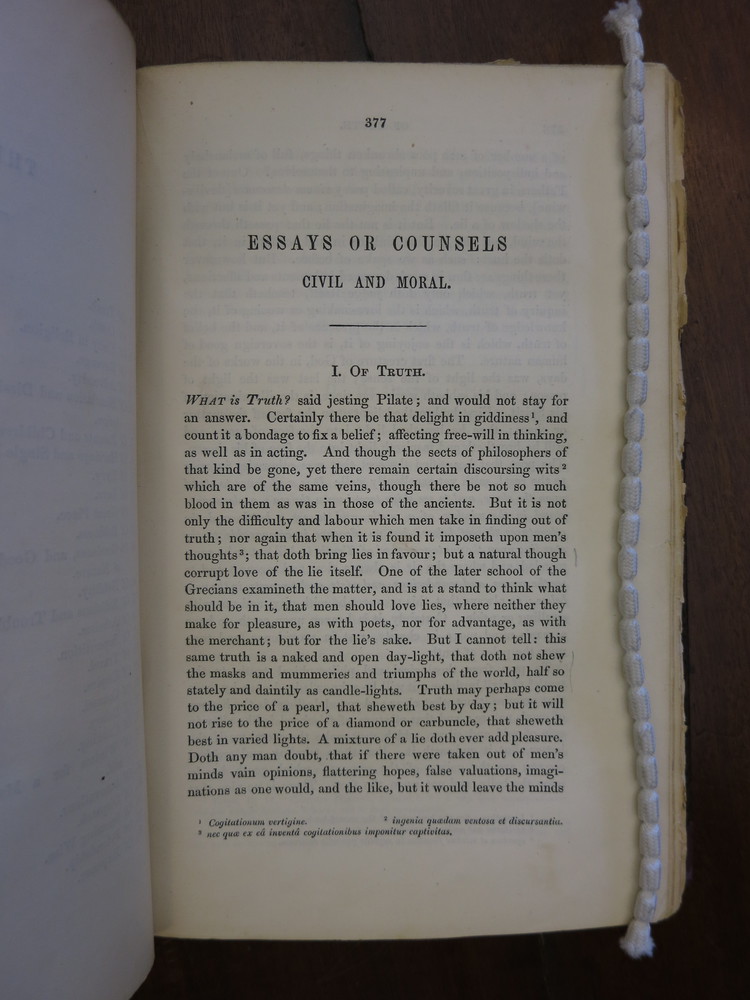 377
ESSAYS OR COUNSELS
CIVIL AND MORAL.
I. OF TRUTH.
WHAT is Truth? said jesting Pilate; and would not stay for
an answer. Certainly there be that delight in giddiness¹, and
count it a bondage to fix a belief; affecting free-will in thinking,
as well as in acting. And though the sects of philosophers of
that kind be gone, yet there remain certain discoursing wits²
which are of the same veins, though there be not so much
blood in them as was in those of the ancients. But it is not
only the difficulty and labour which men take in finding out of
truth; nor again that when it is found it imposeth upon men's
thoughts³; that doth bring lies in favour; but a natural though
corrupt love of the lie itself. One of the later school of the
Grecians examineth the matter, and is at a stand to think what
should be in it, that men should love lies, where neither they
make for pleasure, as with poets, nor for advantage, as with
the merchant; but for the lie's sake. But I cannot tell: this
same truth is a naked and open day-light, that doth not shew
the masks and mummeries and triumphs of the world, half so
stately and daintily as candle-lights. Truth may perhaps come
to the price of a pearl, that sheweth best by day; but it will
not rise to the price of a diamond or carbuncle, that sheweth
best in varied lights. A mixture of a lie doth ever add pleasure.
Doth any man doubt, that if there were taken out of men's
minds vain opinions, flattering hopes, false valuations, imagi-
nations as one would, and the like, but it would leave the minds
¹ Cogitationum vertigine. ² ingenia quædam ventosa et discursantia.
³ nec quæ ex eâ inventâ cogitationibus imponitur captivitas.